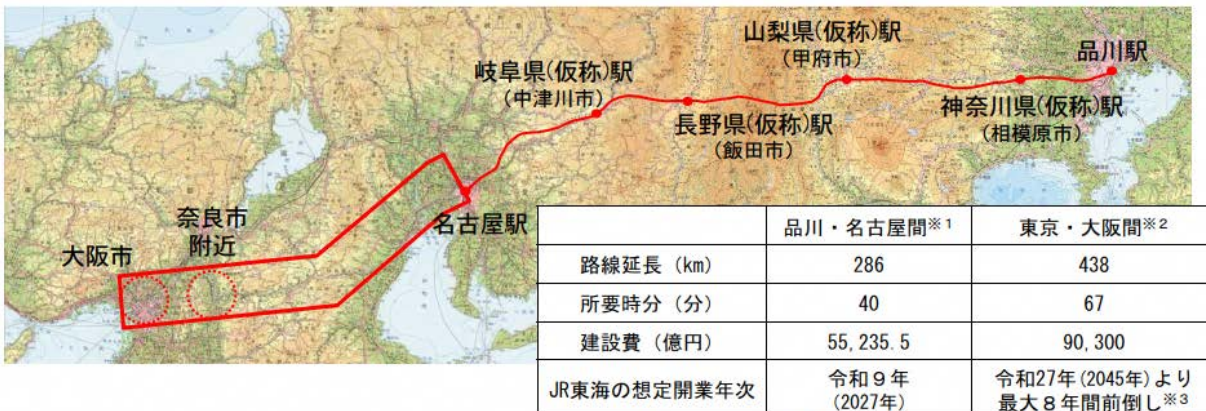 山梨県(仮称)駅
(甲府市)
品川駅
岐阜県(仮称)駅
(中津川市)
長野県(仮称)駅
(飯田市)
神奈川県(仮称)駅
(相模原市)
名古屋駅
奈良市
附近
大阪市
品川・名古屋間※1 東京・大阪間※2
路線延長(km) 286 438
所要時分(分) 40 67
建設費(億円) 55,235.5 90,300
JR東海の想定開業年次 令和9年 (2027年) 令和27年(2045年)より 最大8年間前倒し※3